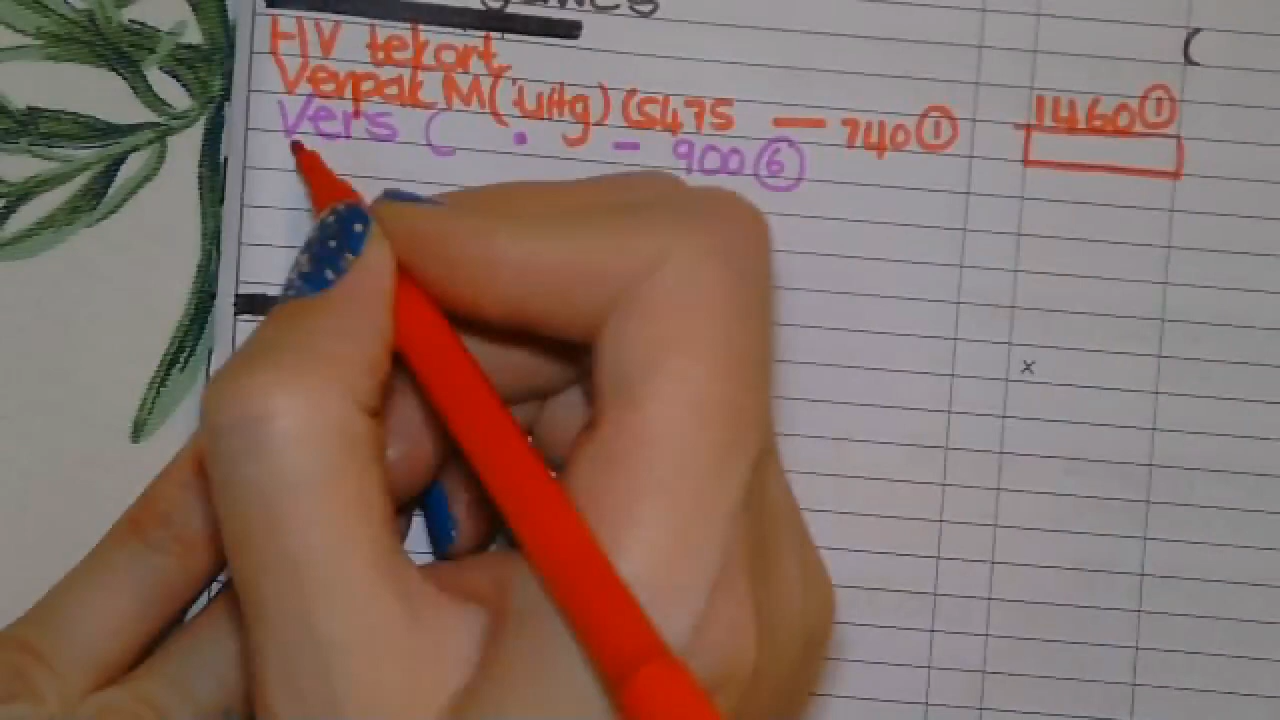 HV tekort
Verpak M (uitg) (5475 — 740 ① 1460 ①
Vers ( . - 900 ⑥
(
x